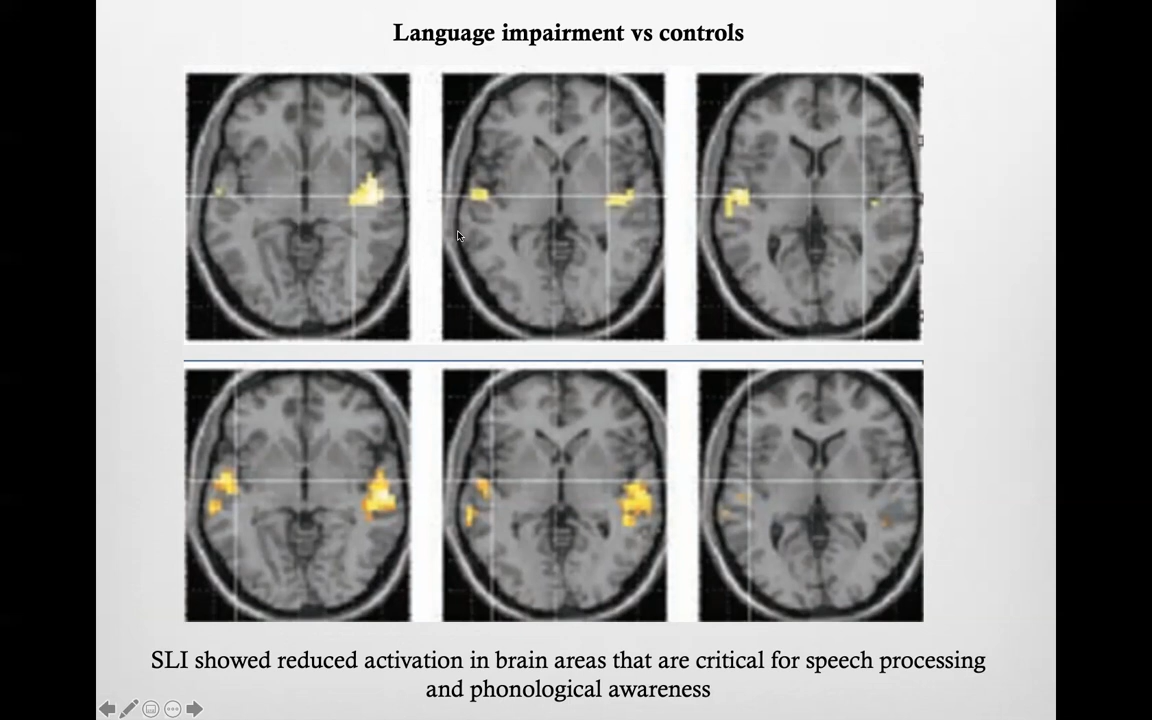 Language impairment vs controls
SLI showed reduced activation in brain areas that are critical for speech processing
and phonological awareness